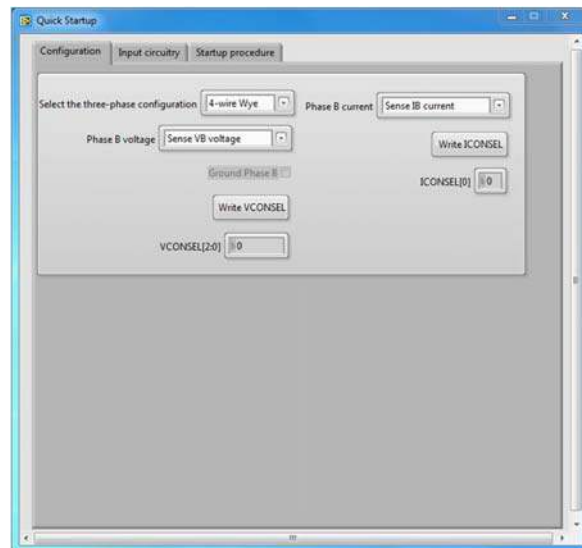 Quick Startup
Configuration Input circuitry Startup procedure
Select the three-phase configuration 4-wire Wye Phase B current Sense IB current
Phase B voltage Sense VB voltage Write ICONSEL
Ground Phase B ICONSEL[0] 0
Write VCONSEL
VCONSEL[2:0] 0